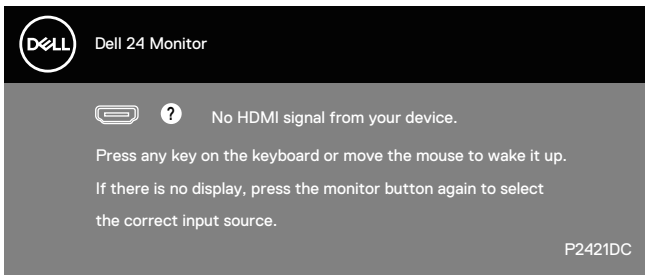 DELL
Dell 24 Monitor
? No HDMI signal from your device.
Press any key on the keyboard or move the mouse to wake it up.
If there is no display, press the monitor button again to select
the correct input source.
P2421DC